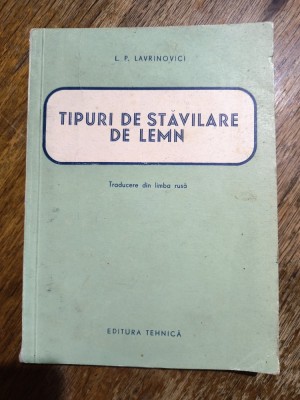 L. P. LAVRINOVICI
TIPURI DE STĂVILARE
DE LEMN
Traducere din limba rusă
EDITURA TEHNICĂ